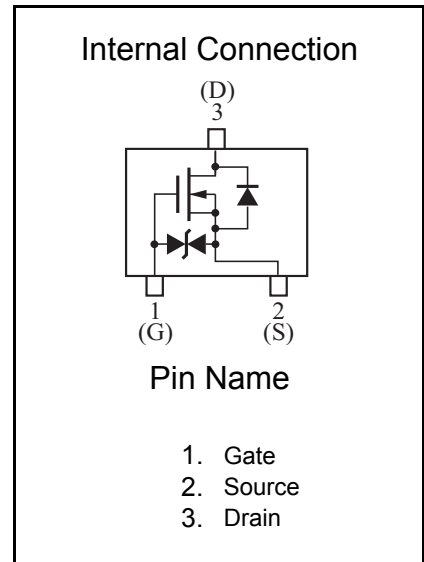 Internal Connection
(D)
3
1 2
(G) (S)
Pin Name
1. Gate
2. Source
3. Drain